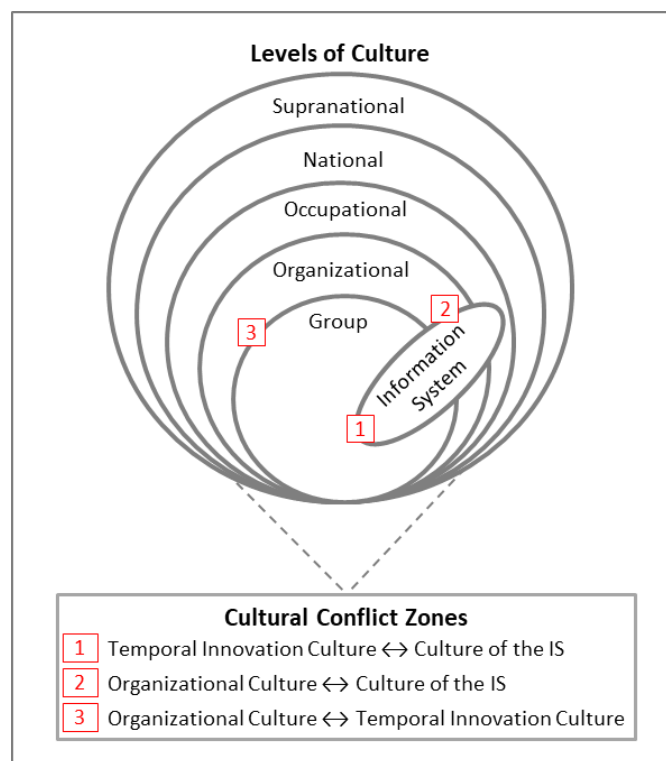 Levels of Culture
Supranational
National
Occupational
Organizational
Group
3
2
Information
System
1
Cultural Conflict Zones
1 Temporal Innovation Culture ↔ Culture of the IS
2 Organizational Culture ↔ Culture of the IS
3 Organizational Culture ↔ Temporal Innovation Culture